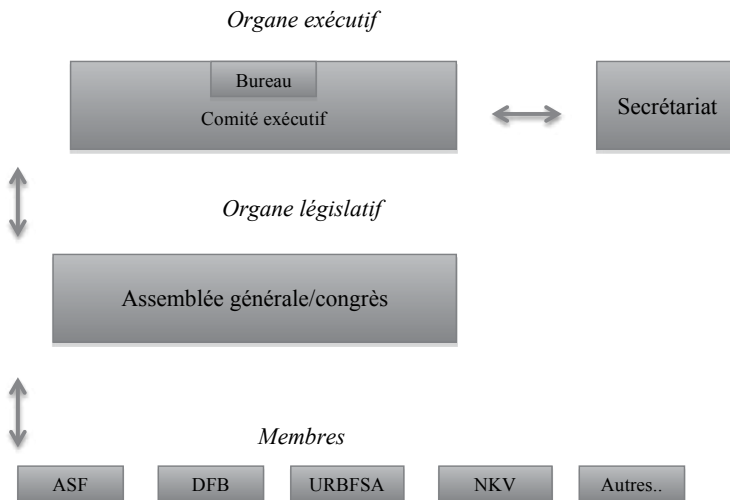 Organe exécutif
Bureau
Comité exécutif
Secrétariat
Organe législatif
Assemblée générale/congrès
Membres
ASF
DFB
URBFSA
NKV
Autres..